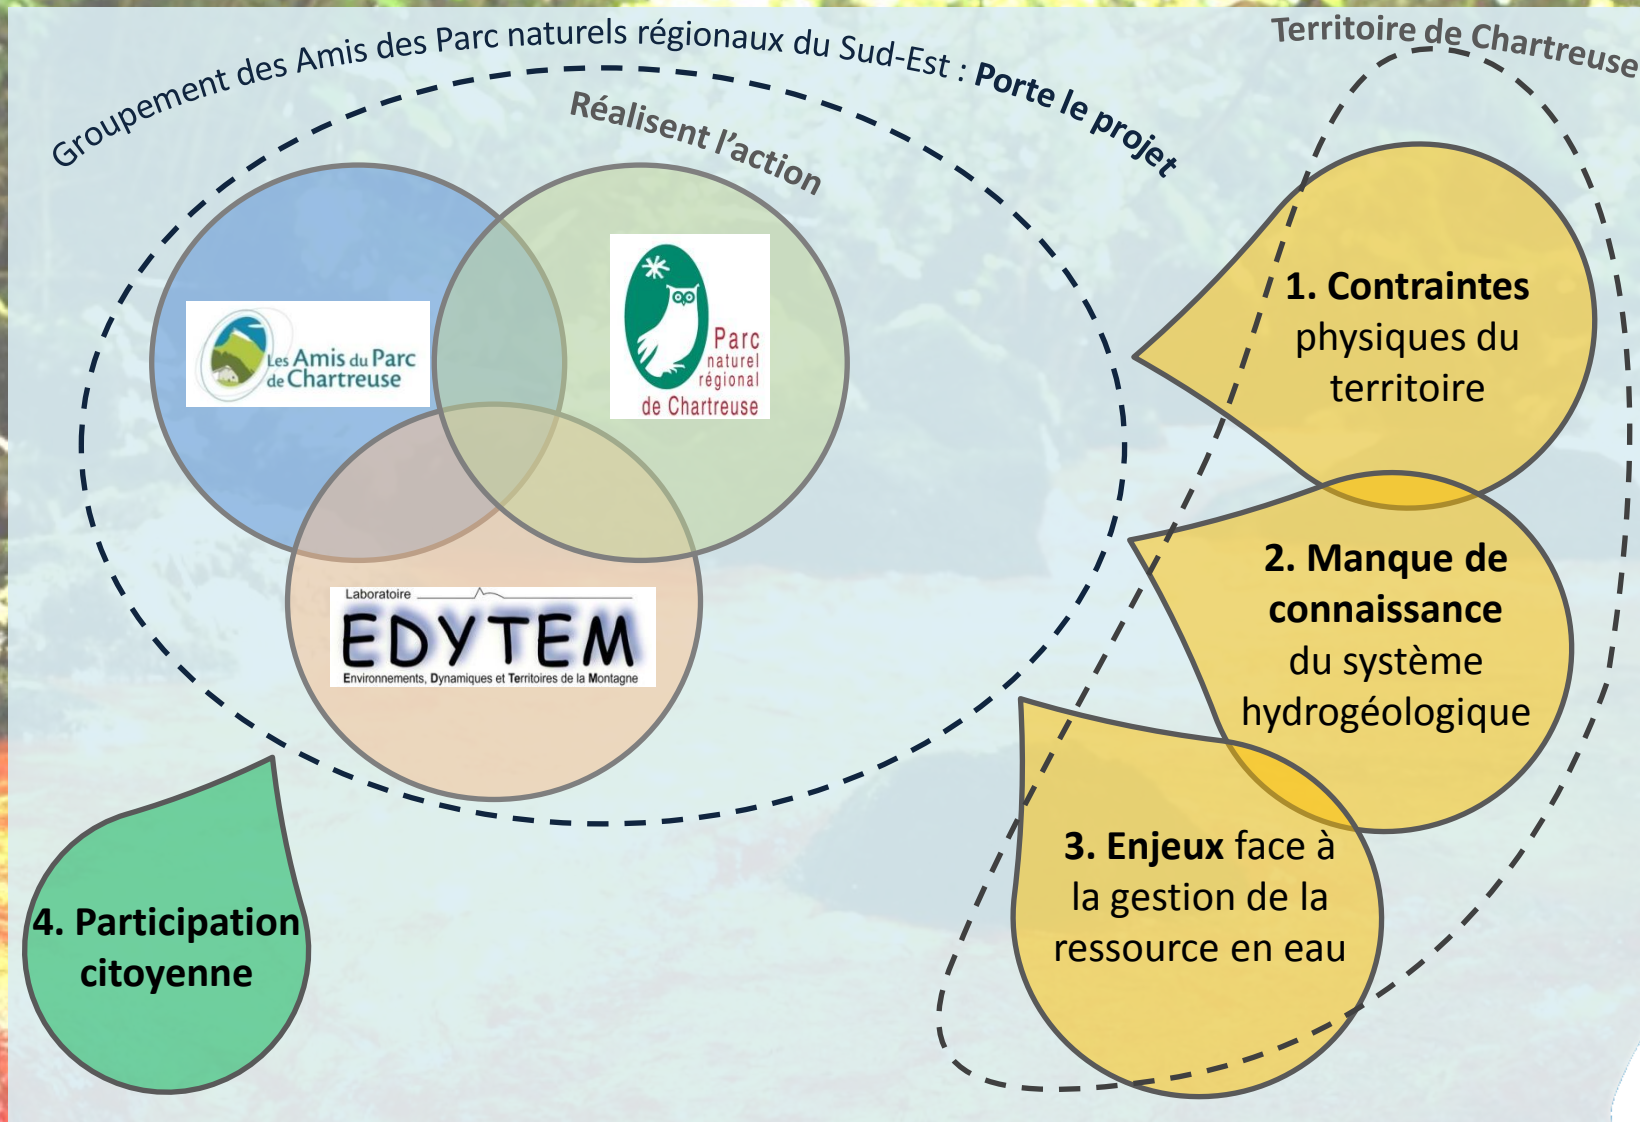 Groupement des Amis des Parc naturels régionaux du Sud-Est : Porte le projet
Réalisent l’action
Territoire de Chartreuse
Les Amis du Parc
de Chartreuse
Parc
naturel
régional
de Chartreuse
Laboratoire
EDYTEM
Environnements, Dynamiques et Territoires de la Montagne
1. Contraintes
physiques du
territoire
2. Manque de
connaissance
du système
hydrogéologique
3. Enjeux face à
la gestion de la
ressource en eau
4. Participation
citoyenne